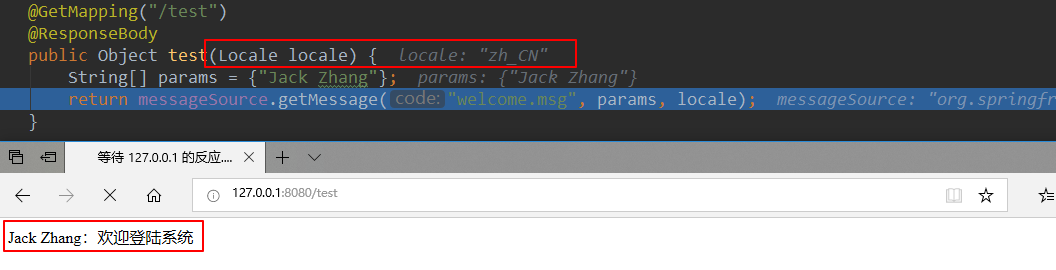 @GetMapping("/test")
@ResponseBody
public Object test(Locale locale) { locale: "zh_CN"
String[] params = {"Jack Zhang"}; params: {"Jack Zhang"}
return messageSource.getMessage( code: "welcome.msg", params, locale); messageSource: "org.springfr
}
等待 127.0.0.1 的反应....
127.0.0.1:8080/test
Jack Zhang：欢迎登陆系统